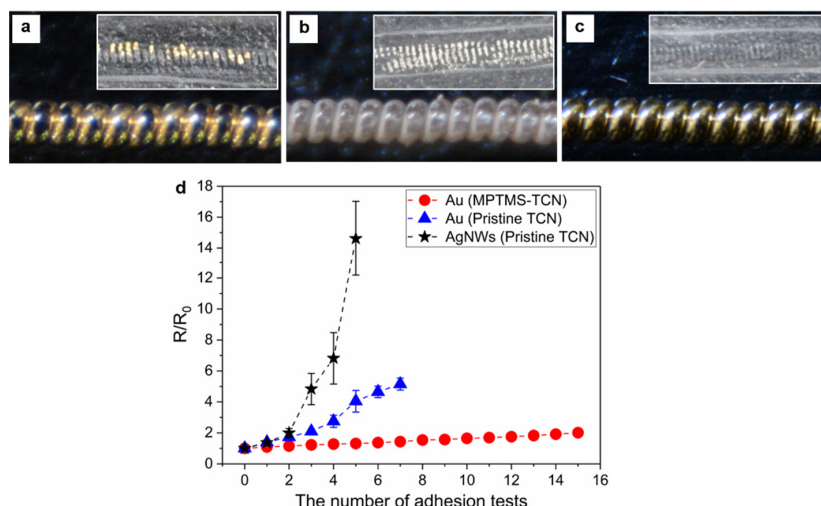 a
b
c
d
18
16
14
12
10
8
6
4
2
0
R/R₀
Au (MPTMS-TCN)
Au (Pristine TCN)
AgNWs (Pristine TCN)
0 2 4 6 8 10 12 14 16
The number of adhesion tests